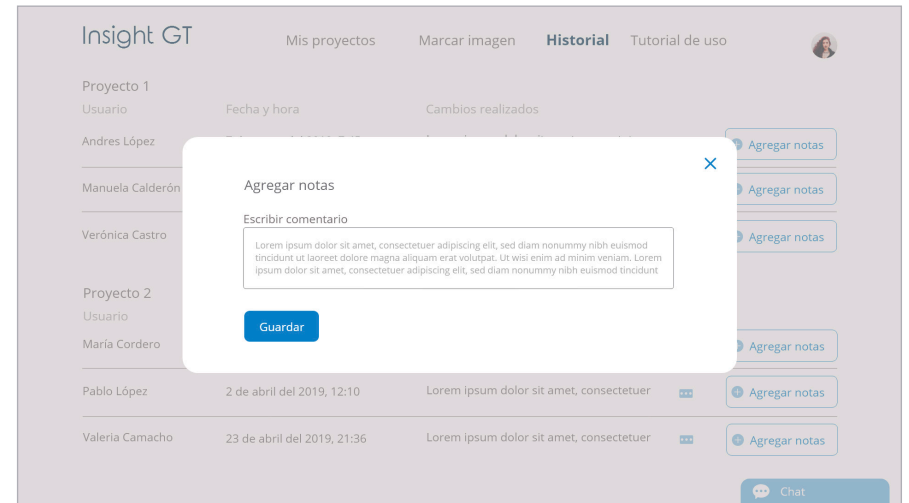 Insight GT
Mis proyectos Marcar imagen Historial Tutorial de uso
Proyecto 1
Usuario Fecha y hora Cambios realizados
Andres López Agregar notas
Manuela Calderón Agregar notas
Verónica Castro Agregar notas
Agregar notas
Escribir comentario
Lorem ipsum dolor sit amet, consectetuer adipiscing elit, sed diam nonummy nibh euismod
tincidunt ut laoreet dolore magna aliquam erat volutpat. Ut wisi enim ad minim veniam. Lorem
ipsum dolor sit amet, consectetuer adipiscing elit, sed diam nonummy nibh euismod tincidunt
Guardar
Proyecto 2
Usuario
María Cordero Agregar notas
Pablo López 2 de abril del 2019, 12:10 Lorem ipsum dolor sit amet, consectetuer Agregar notas
Valeria Camacho 23 de abril del 2019, 21:36 Lorem ipsum dolor sit amet, consectetuer Agregar notas
Chat